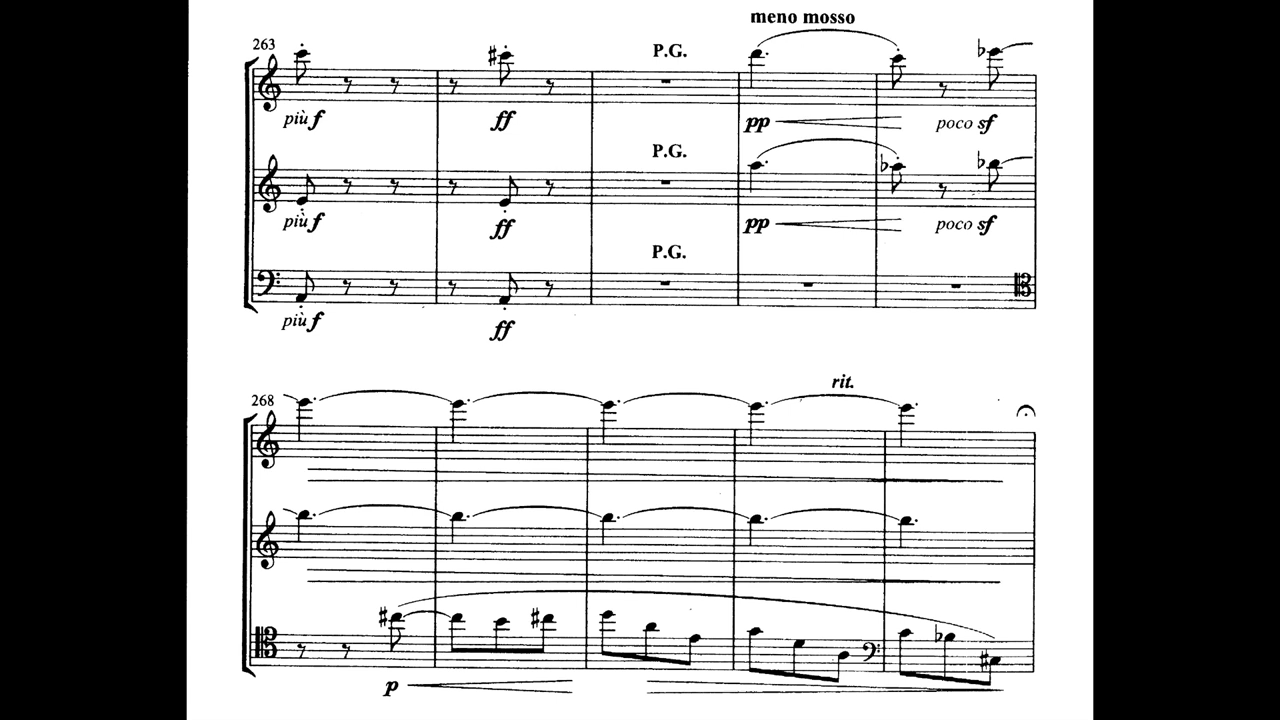 meno mosso
263
P.G.
più f
ff
pp
poco sf
P.G.
più f
ff
pp
poco sf
P.G.
più f
ff
rit.
268
p